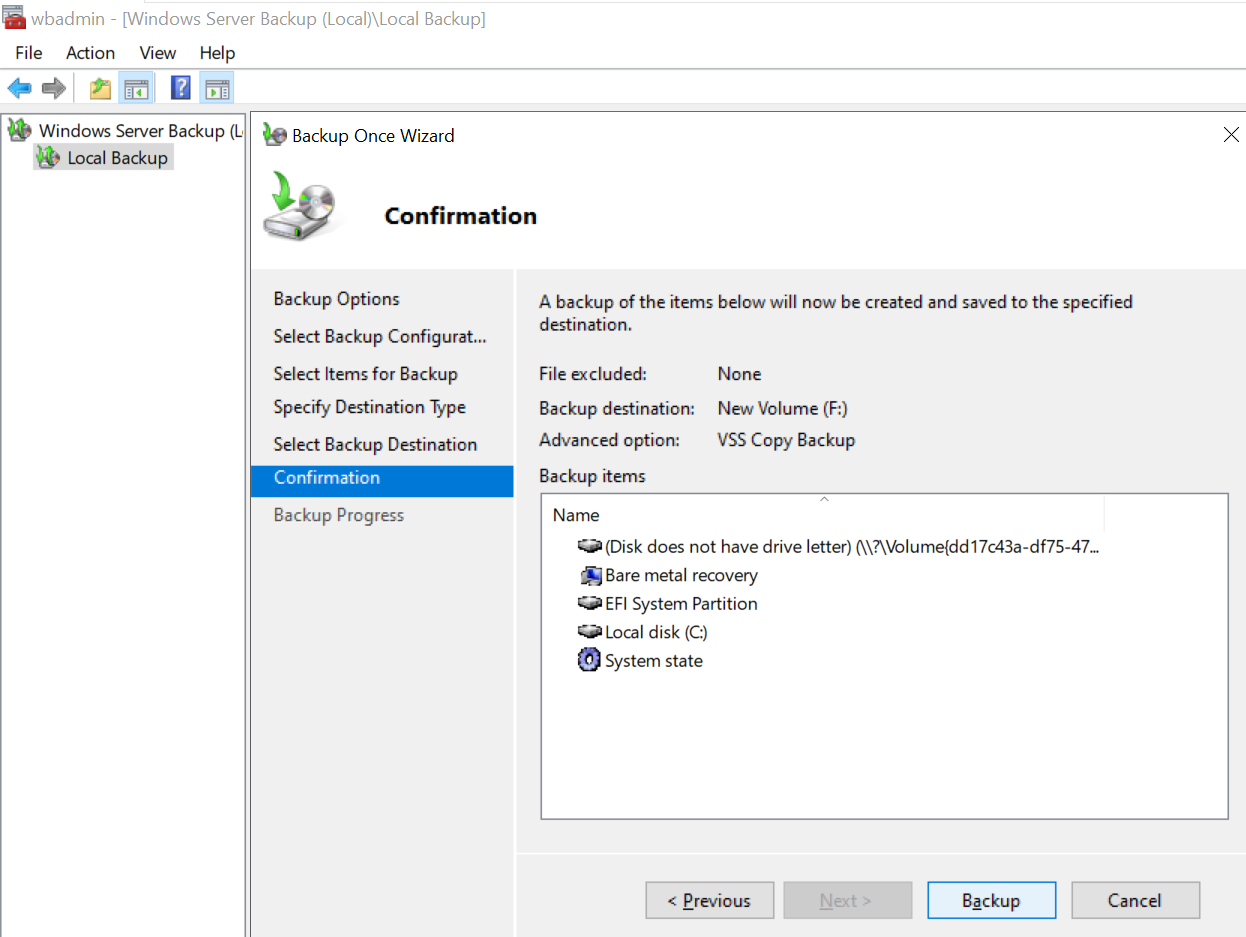 wbadmin - [Windows Server Backup (Local)\Local Backup]
File Action View Help
Windows Server Backup (L
Local Backup
Backup Once Wizard
Confirmation
Backup Options
Select Backup Configurat...
Select Items for Backup
Specify Destination Type
Select Backup Destination
Confirmation
Backup Progress
A backup of the items below will now be created and saved to the specified
destination.
File excluded: None
Backup destination: New Volume (F:)
Advanced option: VSS Copy Backup
Backup items
Name
(Disk does not have drive letter) (\\?\Volume{dd17c43a-df75-47...
Bare metal recovery
EFI System Partition
Local disk (C:)
System state
< Previous Next > Backup Cancel